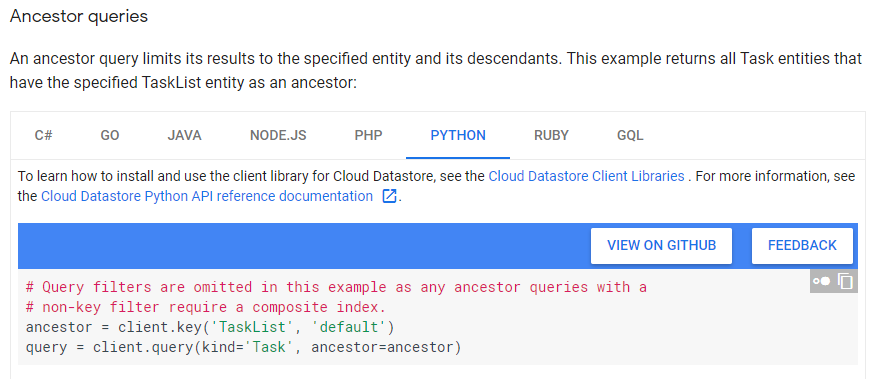 Ancestor queries
An ancestor query limits its results to the specified entity and its descendants. This example returns all Task entities that
have the specified TaskList entity as an ancestor:
C# GO JAVA NODE.JS PHP PYTHON RUBY GQL
To learn how to install and use the client library for Cloud Datastore, see the Cloud Datastore Client Libraries . For more information, see
the Cloud Datastore Python API reference documentation .
VIEW ON GITHUB FEEDBACK
# Query filters are omitted in this example as any ancestor queries with a
# non-key filter require a composite index.
ancestor = client.key('TaskList', 'default')
query = client.query(kind='Task', ancestor=ancestor)